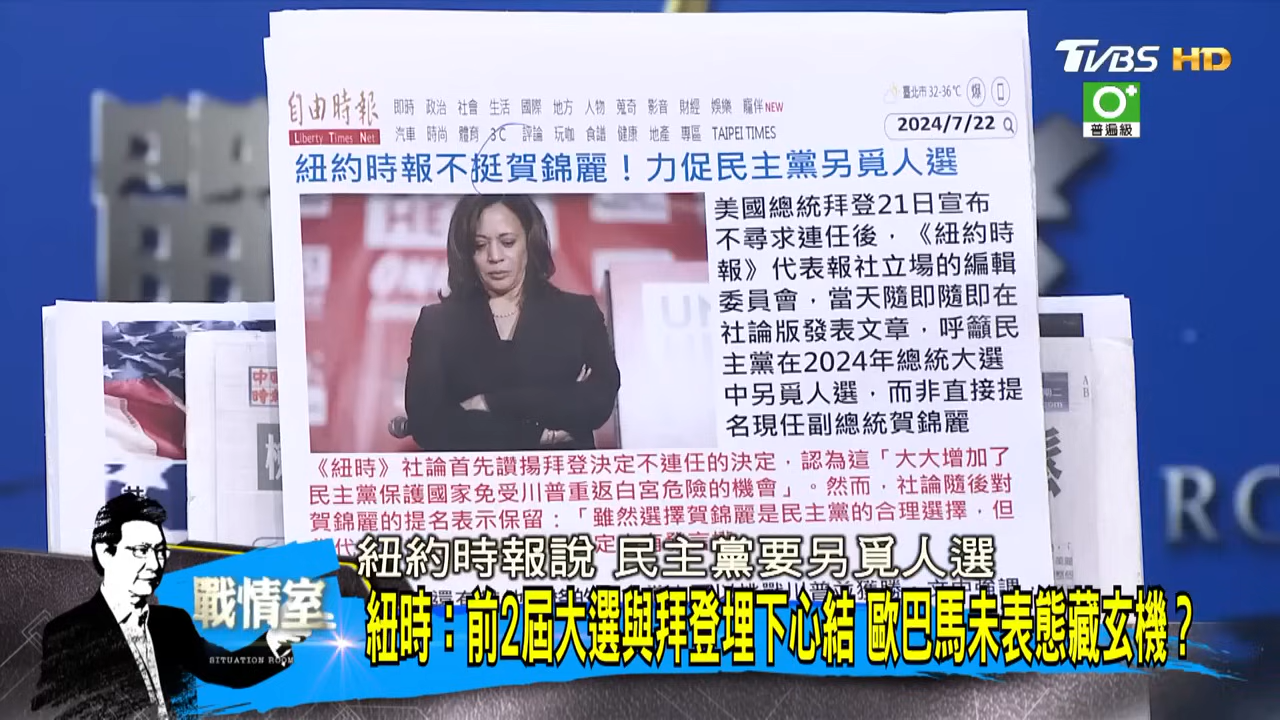 TVBS HD
普遍級
自由時報
Liberty Times Net
即時 政治 社會 生活 國際 地方 人物 蒐奇 影音 財經 娛樂 寵伴NEW
汽車 時尚 體育 3C 評論 玩咖 食譜 健康 地產 專區 TAIPEI TIMES
臺北市 32-36℃ 爆
2024/7/22
紐約時報不挺賀錦麗！力促民主黨另覓人選
美國總統拜登21日宣布
不尋求連任後，《紐約時
報》代表報社立場的編輯
委員會，當天隨即隨即在
社論版發表文章，呼籲民
主黨在2024年總統大選
中另覓人選，而非直接提
名現任副總統賀錦麗
《紐時》社論首先讚揚拜登決定不連任的決定，認為這「大大增加了
民主黨保護國家免受川普重返白宮危險的機會」。然而，社論隨後對
賀錦麗的提名表示保留：「雖然選擇賀錦麗是民主黨的合理選擇，但
紐約時報說 民主黨要另覓人選
戰情室
SITUATION ROOM
紐時：前2屆大選與拜登埋下心結 歐巴馬未表態藏玄機？